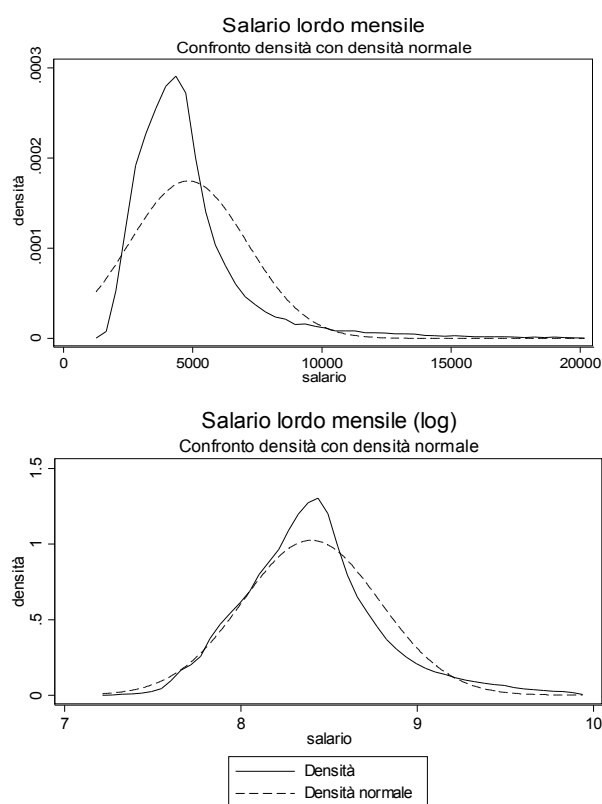 Salario lordo mensile
Confronto densità con densità normale
.0003
.0002
.0001
0
densità
0 5000 10000 15000 20000
salario
Salario lordo mensile (log)
Confronto densità con densità normale
1.5
1
.5
0
densità
7 8 9 10
salario
Densità
Densità normale